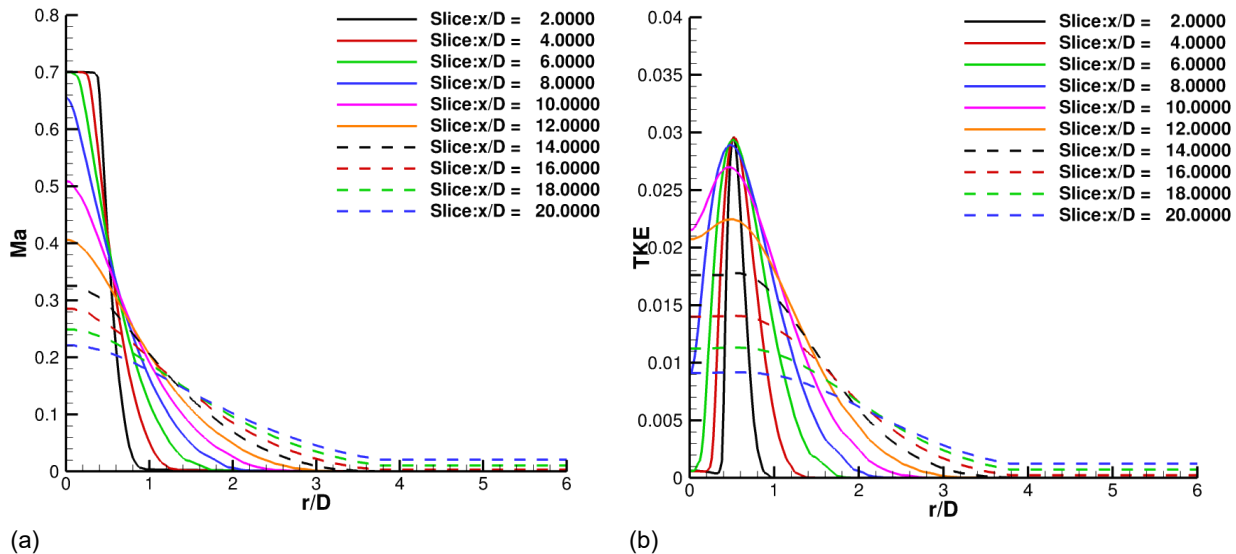 0.8
0.7
0.6
0.5
0.4
0.3
0.2
0.1
0
Ma
0 1 2 3 4 5 6
r/D
Slice:x/D = 2.0000
Slice:x/D = 4.0000
Slice:x/D = 6.0000
Slice:x/D = 8.0000
Slice:x/D = 10.0000
Slice:x/D = 12.0000
Slice:x/D = 14.0000
Slice:x/D = 16.0000
Slice:x/D = 18.0000
Slice:x/D = 20.0000
(a)
0.04
0.035
0.03
0.025
0.02
0.015
0.01
0.005
0
TKE
0 1 2 3 4 5 6
r/D
Slice:x/D = 2.0000
Slice:x/D = 4.0000
Slice:x/D = 6.0000
Slice:x/D = 8.0000
Slice:x/D = 10.0000
Slice:x/D = 12.0000
Slice:x/D = 14.0000
Slice:x/D = 16.0000
Slice:x/D = 18.0000
Slice:x/D = 20.0000
(b)